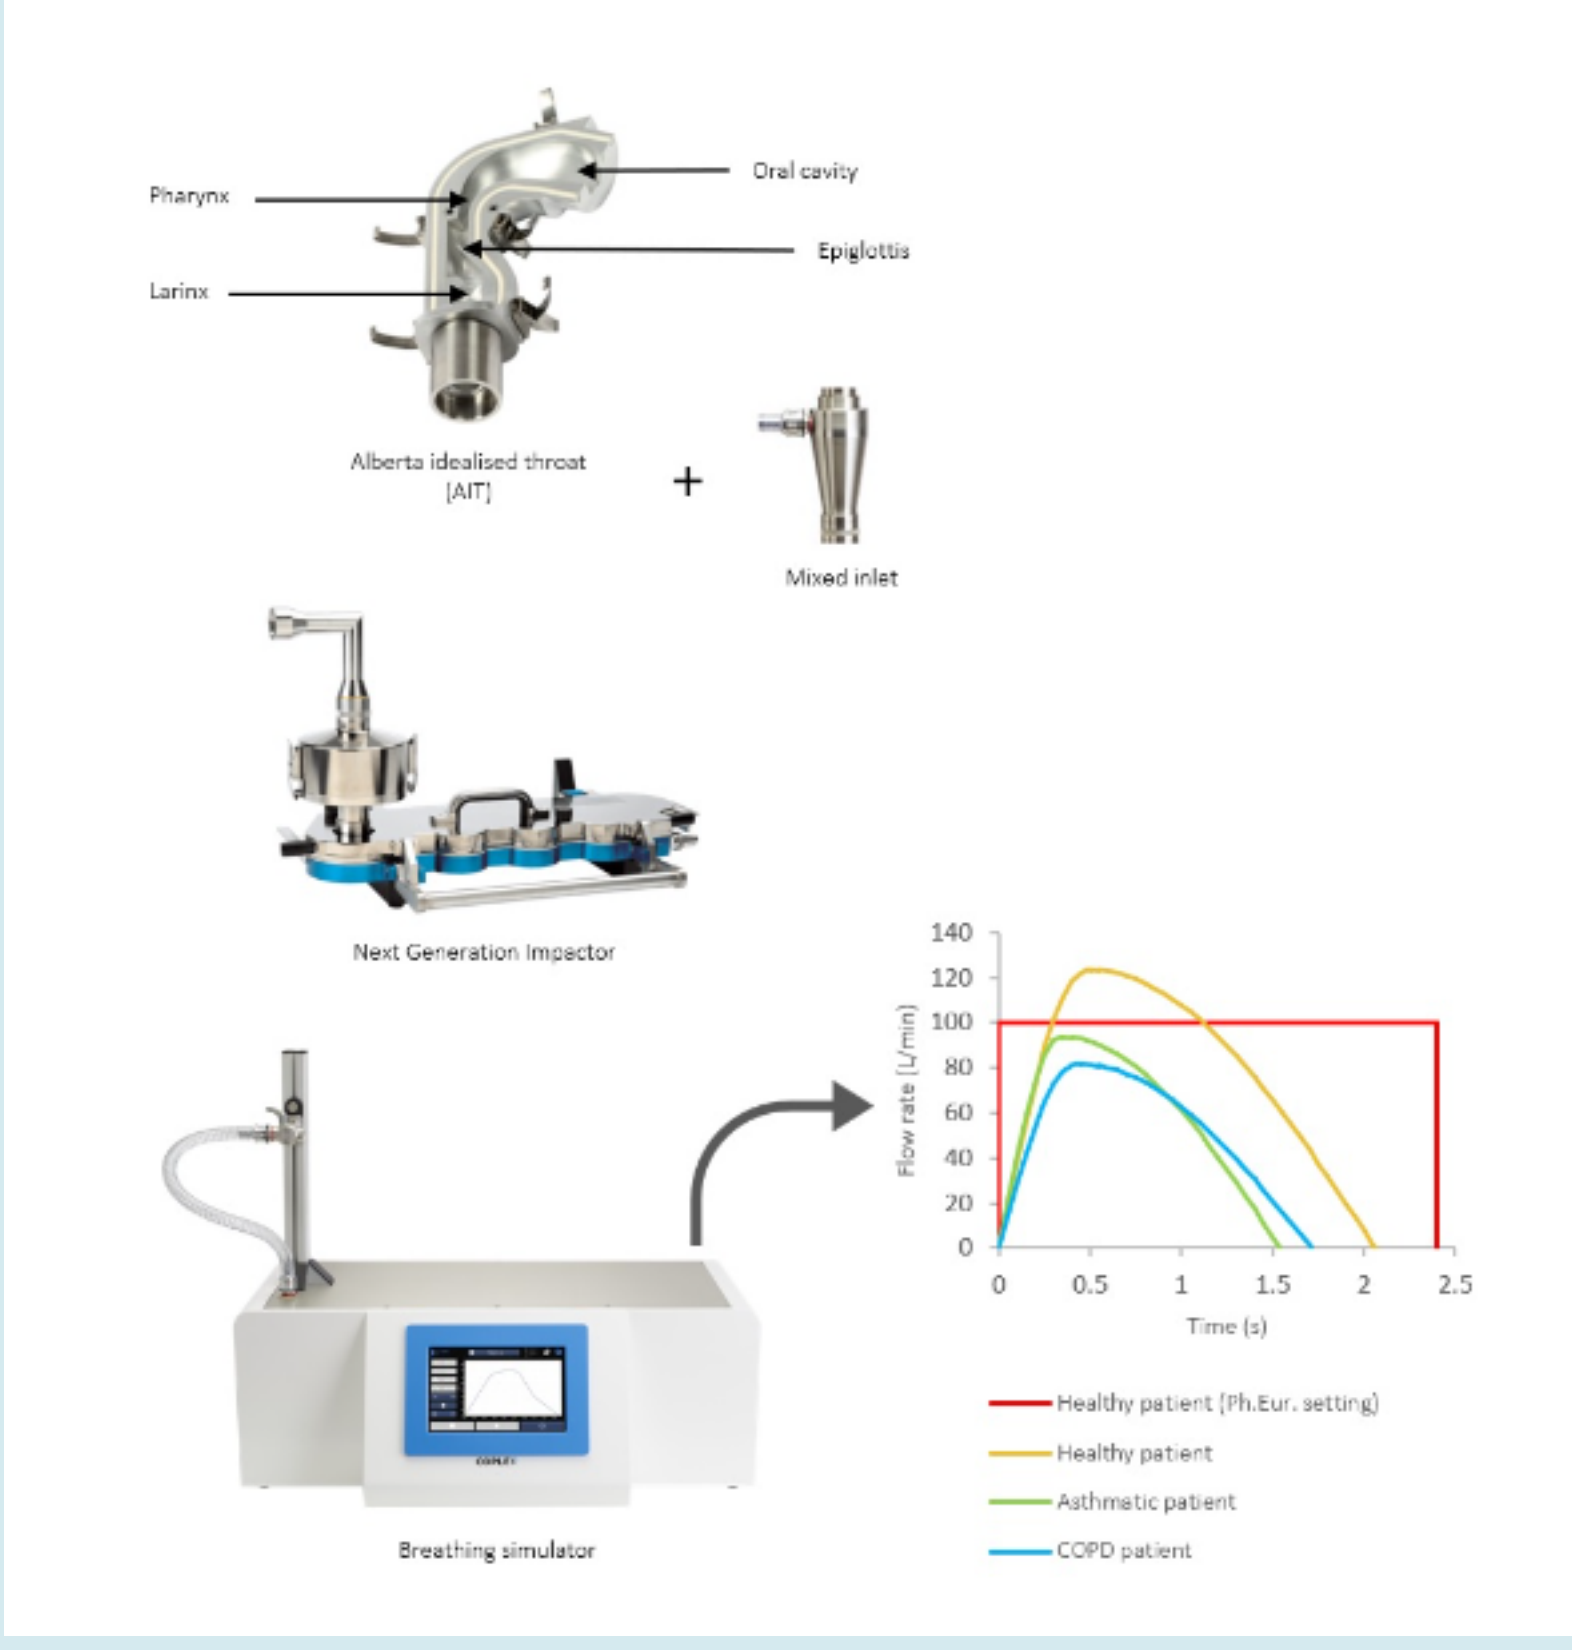 Oral cavity
Pharynx
Epiglottis
Larinx
Alberta idealised throat
(AIT)
+
Mixed inlet
Next Generation Impactor
140
120
100
80
60
40
20
0
Flow rate (L/min)
0 0.5 1 1.5 2 2.5
Time (s)
Healthy patient (Ph.Eur. setting)
Healthy patient
Asthmatic patient
COPD patient
COPLEY
Breathing simulator